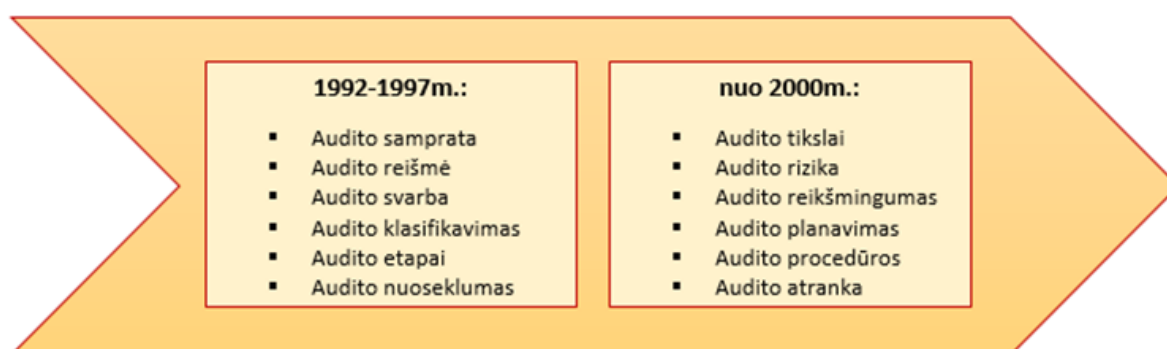 1992-1997m.:
▪ Audito samprata
▪ Audito reišmė
▪ Audito svarba
▪ Audito klasifikavimas
▪ Audito etapai
▪ Audito nuoseklumas
nuo 2000m.:
▪ Audito tikslai
▪ Audito rizika
▪ Audito reikšmingumas
▪ Audito planavimas
▪ Audito procedūros
▪ Audito atranka